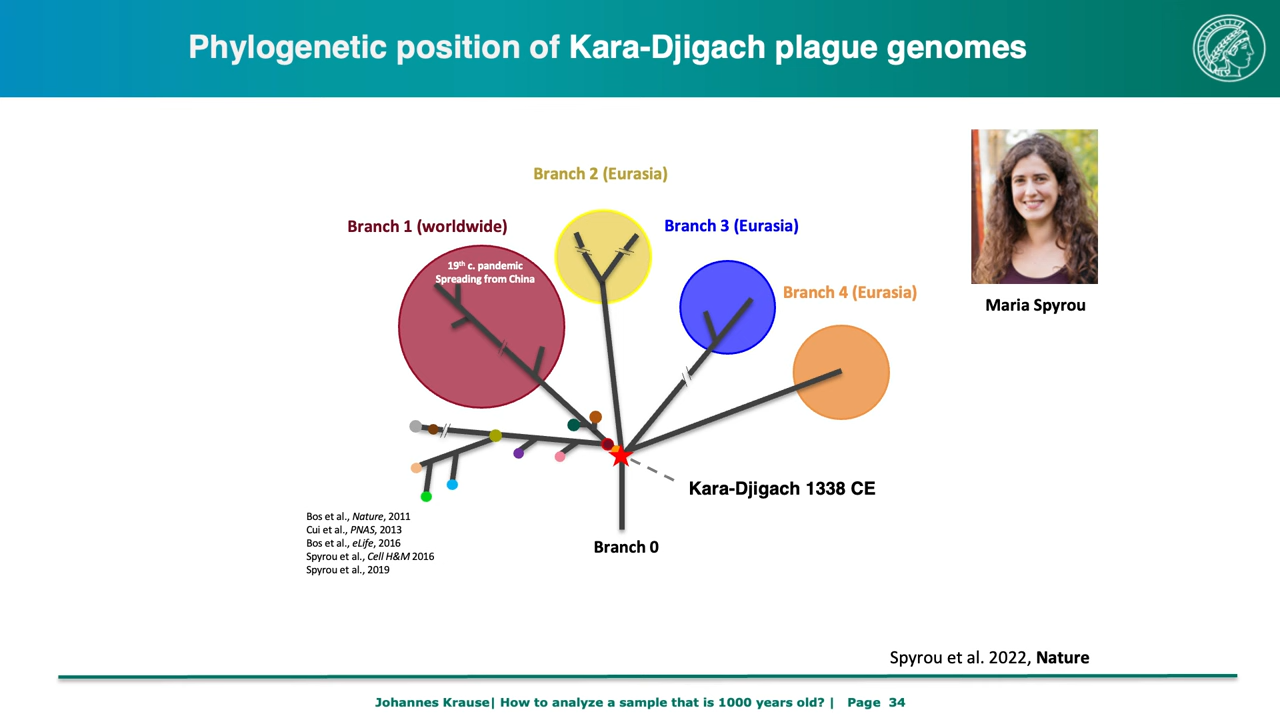 Phylogenetic position of Kara-Djigach plague genomes
Branch 2 (Eurasia)
Branch 1 (worldwide)
Branch 3 (Eurasia)
19th c. pandemic
Spreading from China
Branch 4 (Eurasia)
Maria Spyrou
Kara-Djigach 1338 CE
Bos et al., Nature, 2011
Cui et al., PNAS, 2013
Bos et al., eLife, 2016
Spyrou et al., Cell H&M 2016
Spyrou et al., 2019
Branch 0
Spyrou et al. 2022, Nature
Johannes Krause| How to analyze a sample that is 1000 years old? | Page 34